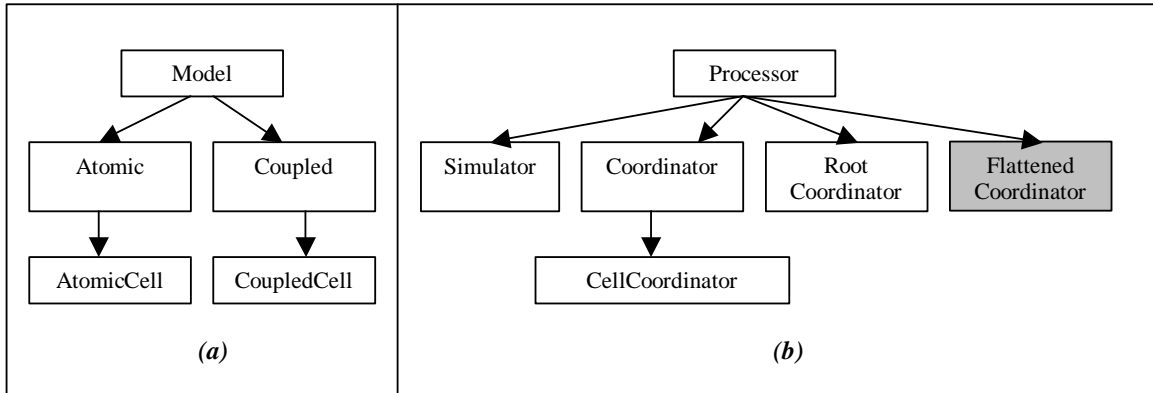 Model
Atomic
Coupled
AtomicCell
CoupledCell
(a)
Processor
Simulator
Coordinator
Root
Coordinator
Flattened
Coordinator
CellCoordinator
(b)